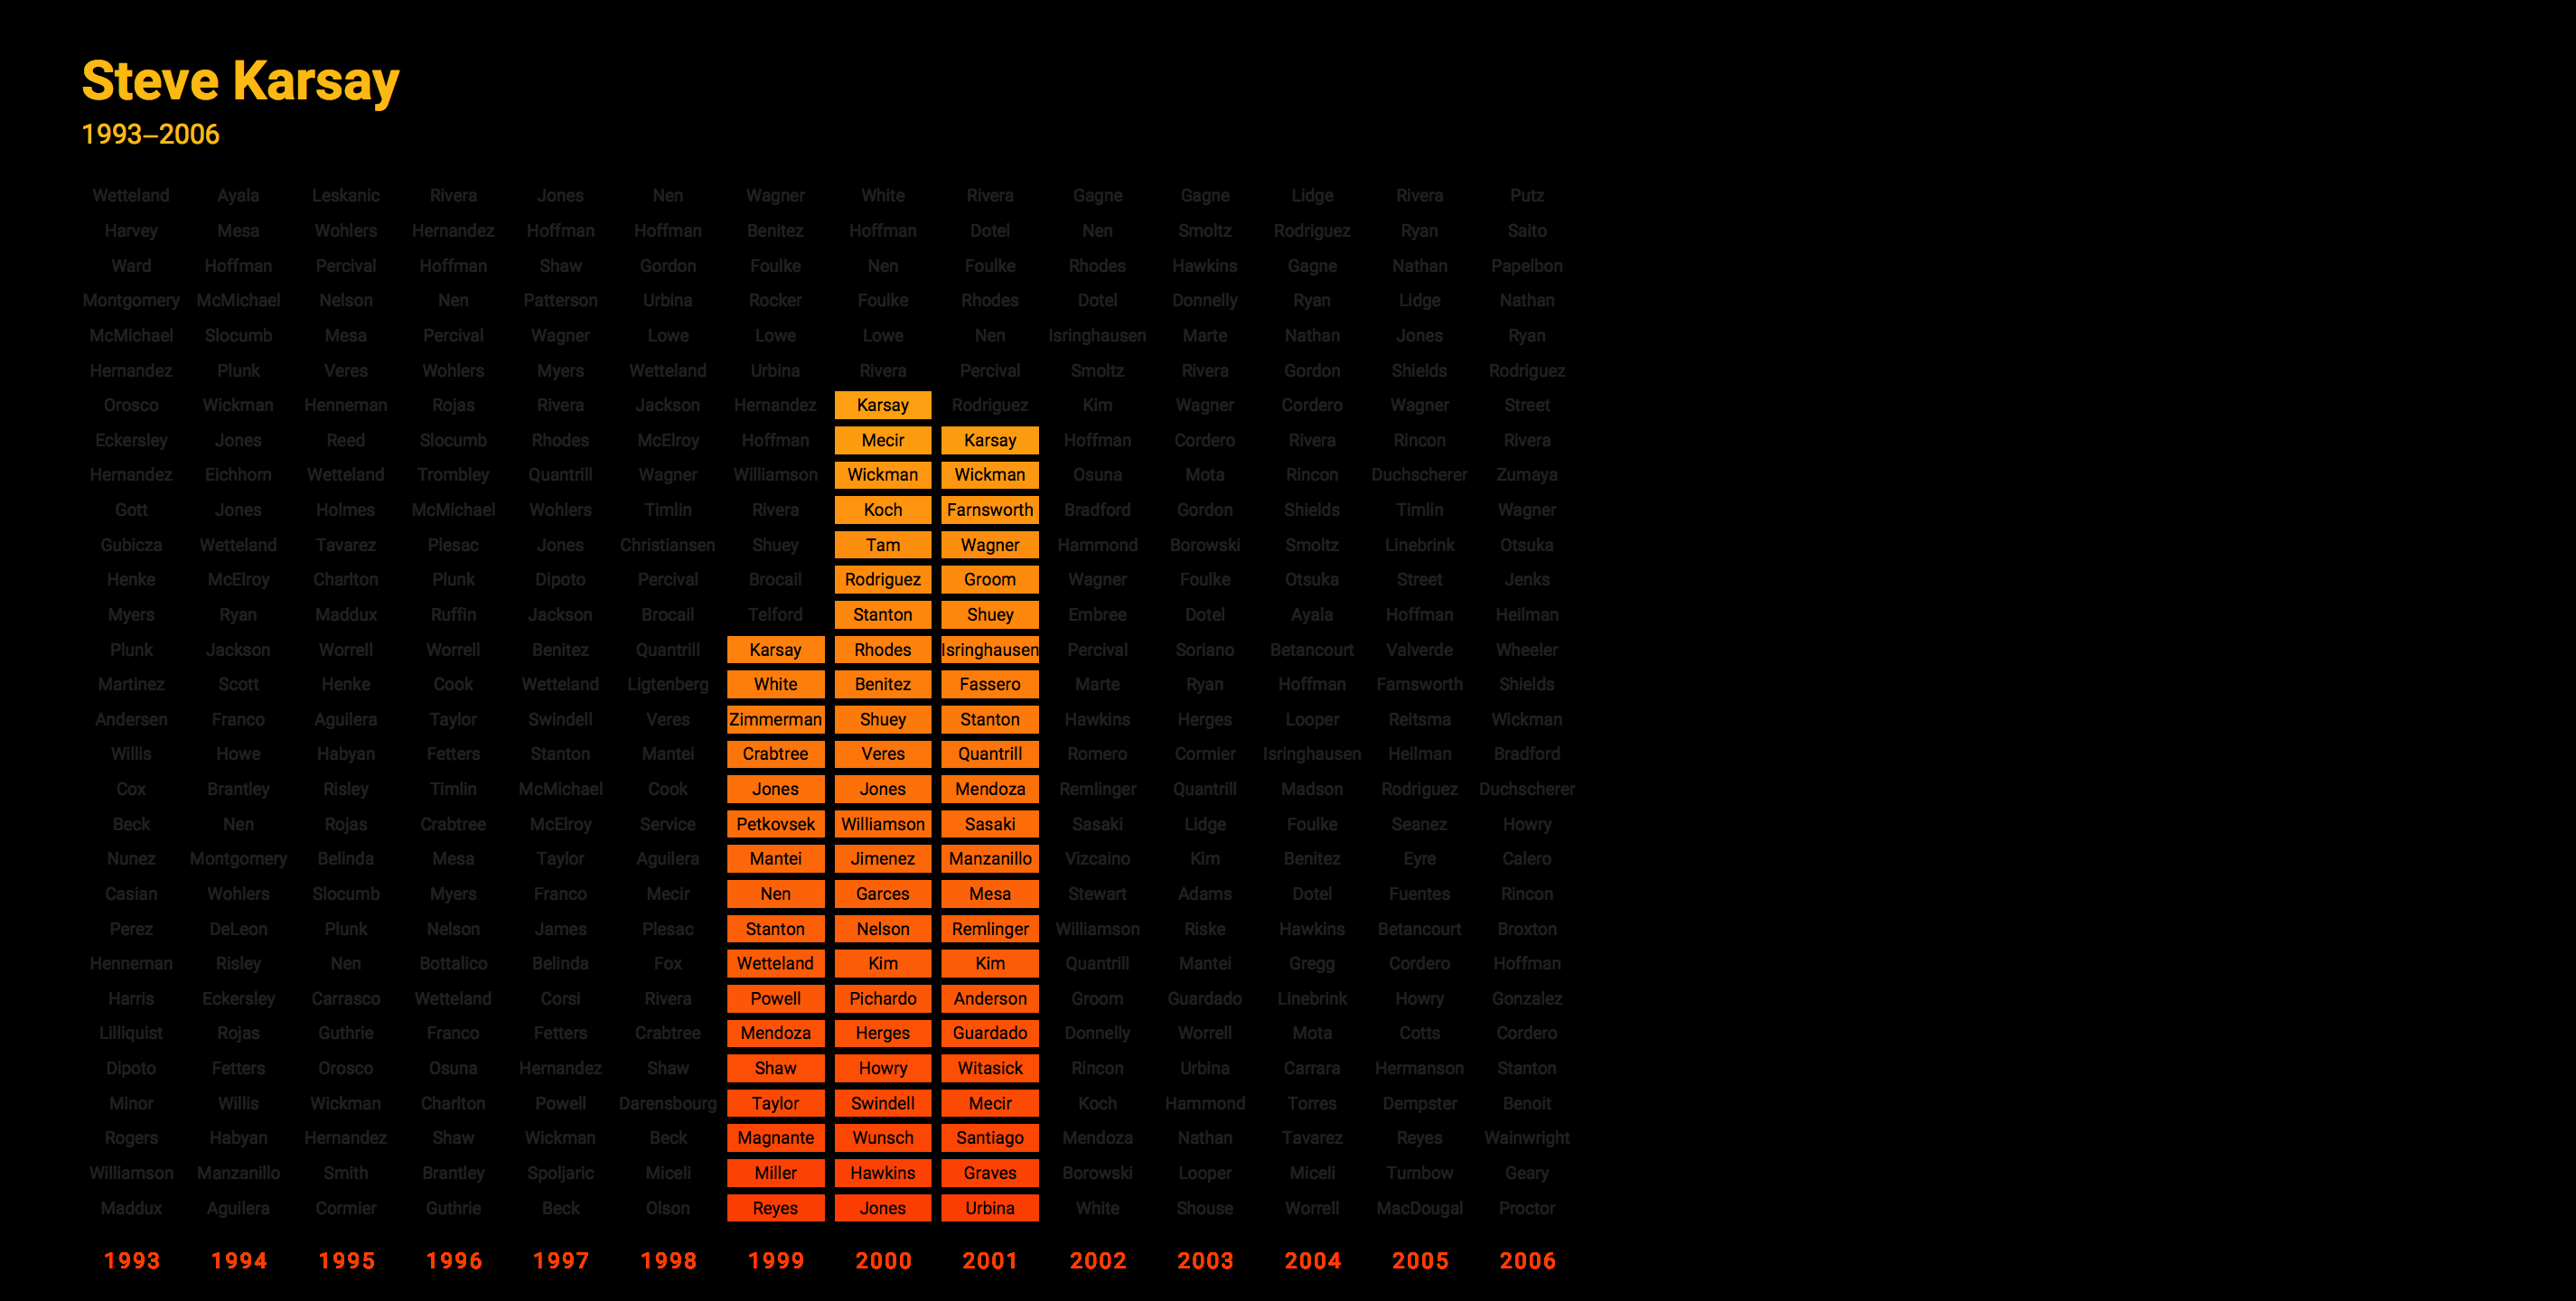 Steve Karsay
1993–2006
Wetteland Ayala Leskanic Rivera Jones Nen Wagner White Rivera Gagne Gagne Lidge Rivera Putz
Harvey Mesa Wohlers Hernandez Hoffman Hoffman Benitez Hoffman Dotel Nen Smoltz Rodriguez Ryan Saito
Ward Hoffman Percival Hoffman Shaw Gordon Foulke Nen Foulke Rhodes Hawkins Gagne Nathan Papelbon
Montgomery McMichael Nelson Nen Patterson Urbina Rocker Foulke Rhodes Dotel Donnelly Ryan Lidge Nathan
McMichael Slocumb Mesa Percival Wagner Lowe Lowe Lowe Nen Isringhausen Marte Nathan Jones Ryan
Hernandez Plunk Veres Wohlers Myers Wetteland Urbina Rivera Percival Smoltz Rivera Gordon Shields Rodriguez
Orosco Wickman Henneman Rojas Rivera Jackson Hernandez Karsay Rodriguez Kim Wagner Cordero Wagner Street
Eckersley Jones Reed Slocumb Rhodes McElroy Hoffman Mecir Karsay Hoffman Cordero Rivera Rincon Rivera
Hernandez Eichhorn Wetteland Trombley Quantrill Wagner Williamson Wickman Wickman Osuna Mota Rincon Duchscherer Zumaya
Gott Jones Holmes McMichael Wohlers Timlin Rivera Koch Farnsworth Bradford Gordon Shields Timlin Wagner
Gubicza Wetteland Tavarez Plesac Jones Christiansen Shuey Tam Wagner Hammond Borowski Smoltz Linebrink Otsuka
Henke McElroy Charlton Plunk Dipoto Percival Brocail Rodriguez Groom Wagner Foulke Otsuka Street Jenks
Myers Ryan Maddux Ruffin Jackson Brocail Telford Stanton Shuey Embree Dotel Ayala Hoffman Heilman
Plunk Jackson Worrell Worrell Benitez Quantrill Karsay Rhodes Isringhausen Percival Soriano Betancourt Valverde Wheeler
Martinez Scott Henke Cook Wetteland Ligtenberg White Benitez Fassero Marte Ryan Hoffman Farnsworth Shields
Andersen Franco Aguilera Taylor Swindell Veres Zimmerman Shuey Stanton Hawkins Herges Looper Reitsma Wickman
Willis Howe Habyan Fetters Stanton Mantei Crabtree Veres Quantrill Romero Cormier Isringhausen Heilman Bradford
Cox Brantley Risley Timlin McMichael Cook Jones Jones Mendoza Remlinger Quantrill Madson Rodriguez Duchscherer
Beck Nen Rojas Crabtree McElroy Service Petkovsek Williamson Sasaki Sasaki Lidge Foulke Seanez Howry
Nunez Montgomery Belinda Mesa Taylor Aguilera Mantei Jimenez Manzanillo Vizcaino Kim Benitez Eyre Calero
Casian Wohlers Slocumb Myers Franco Mecir Nen Garces Mesa Stewart Adams Dotel Fuentes Rincon
Perez DeLeon Plunk Nelson James Plesac Stanton Nelson Remlinger Williamson Riske Hawkins Betancourt Broxton
Henneman Risley Nen Bottalico Belinda Fox Wetteland Kim Kim Quantrill Mantei Gregg Cordero Hoffman
Harris Eckersley Carrasco Wetteland Corsi Rivera Powell Pichardo Anderson Groom Guardado Linebrink Howry Gonzalez
Lilliquist Rojas Guthrie Franco Fetters Crabtree Mendoza Herges Guardado Donnelly Worrell Mota Cotts Cordero
Dipoto Fetters Orosco Osuna Hernandez Shaw Shaw Howry Witasick Rincon Urbina Carrara Hermanson Stanton
Minor Willis Wickman Charlton Powell Darensbourg Taylor Swindell Mecir Koch Hammond Torres Dempster Benoit
Rogers Habyan Hernandez Shaw Wickman Beck Magnante Wunsch Santiago Mendoza Nathan Tavarez Reyes Wainwright
Williamson Manzanillo Smith Brantley Spoljaric Miceli Miller Hawkins Graves Borowski Looper Miceli Turnbow Geary
Maddux Aguilera Cormier Guthrie Beck Olson Reyes Jones Urbina White Shouse Worrell MacDougal Proctor
1993 1994 1995 1996 1997 1998 1999 2000 2001 2002 2003 2004 2005 2006